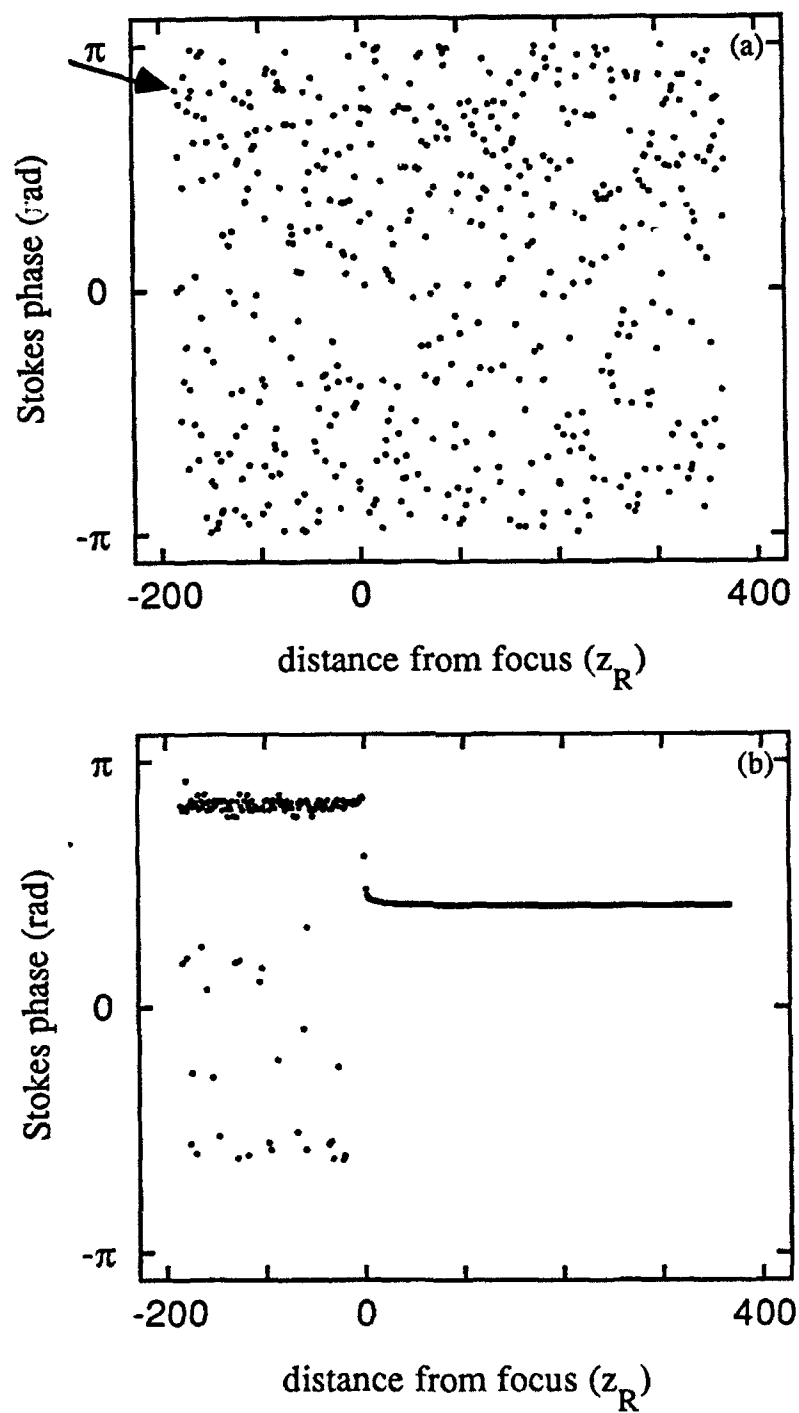 (a)
π
0
-π
Stokes phase (rad)
-200 0 400
distance from focus (z_R)
(b)
π
0
-π
Stokes phase (rad)
-200 0 400
distance from focus (z_R)